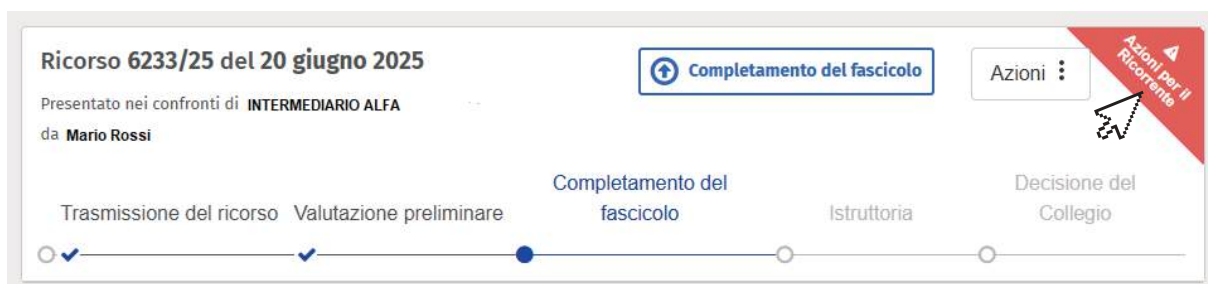 Ricorso 6233/25 del 20 giugno 2025
Completamento del fascicolo
Azioni
Azioni per il
Ricorrente
Presentato nei confronti di INTERMEDIARIO ALFA
da Mario Rossi
Trasmissione del ricorso
Valutazione preliminare
Completamento del
fascicolo
Istruttoria
Decisione del
Collegio